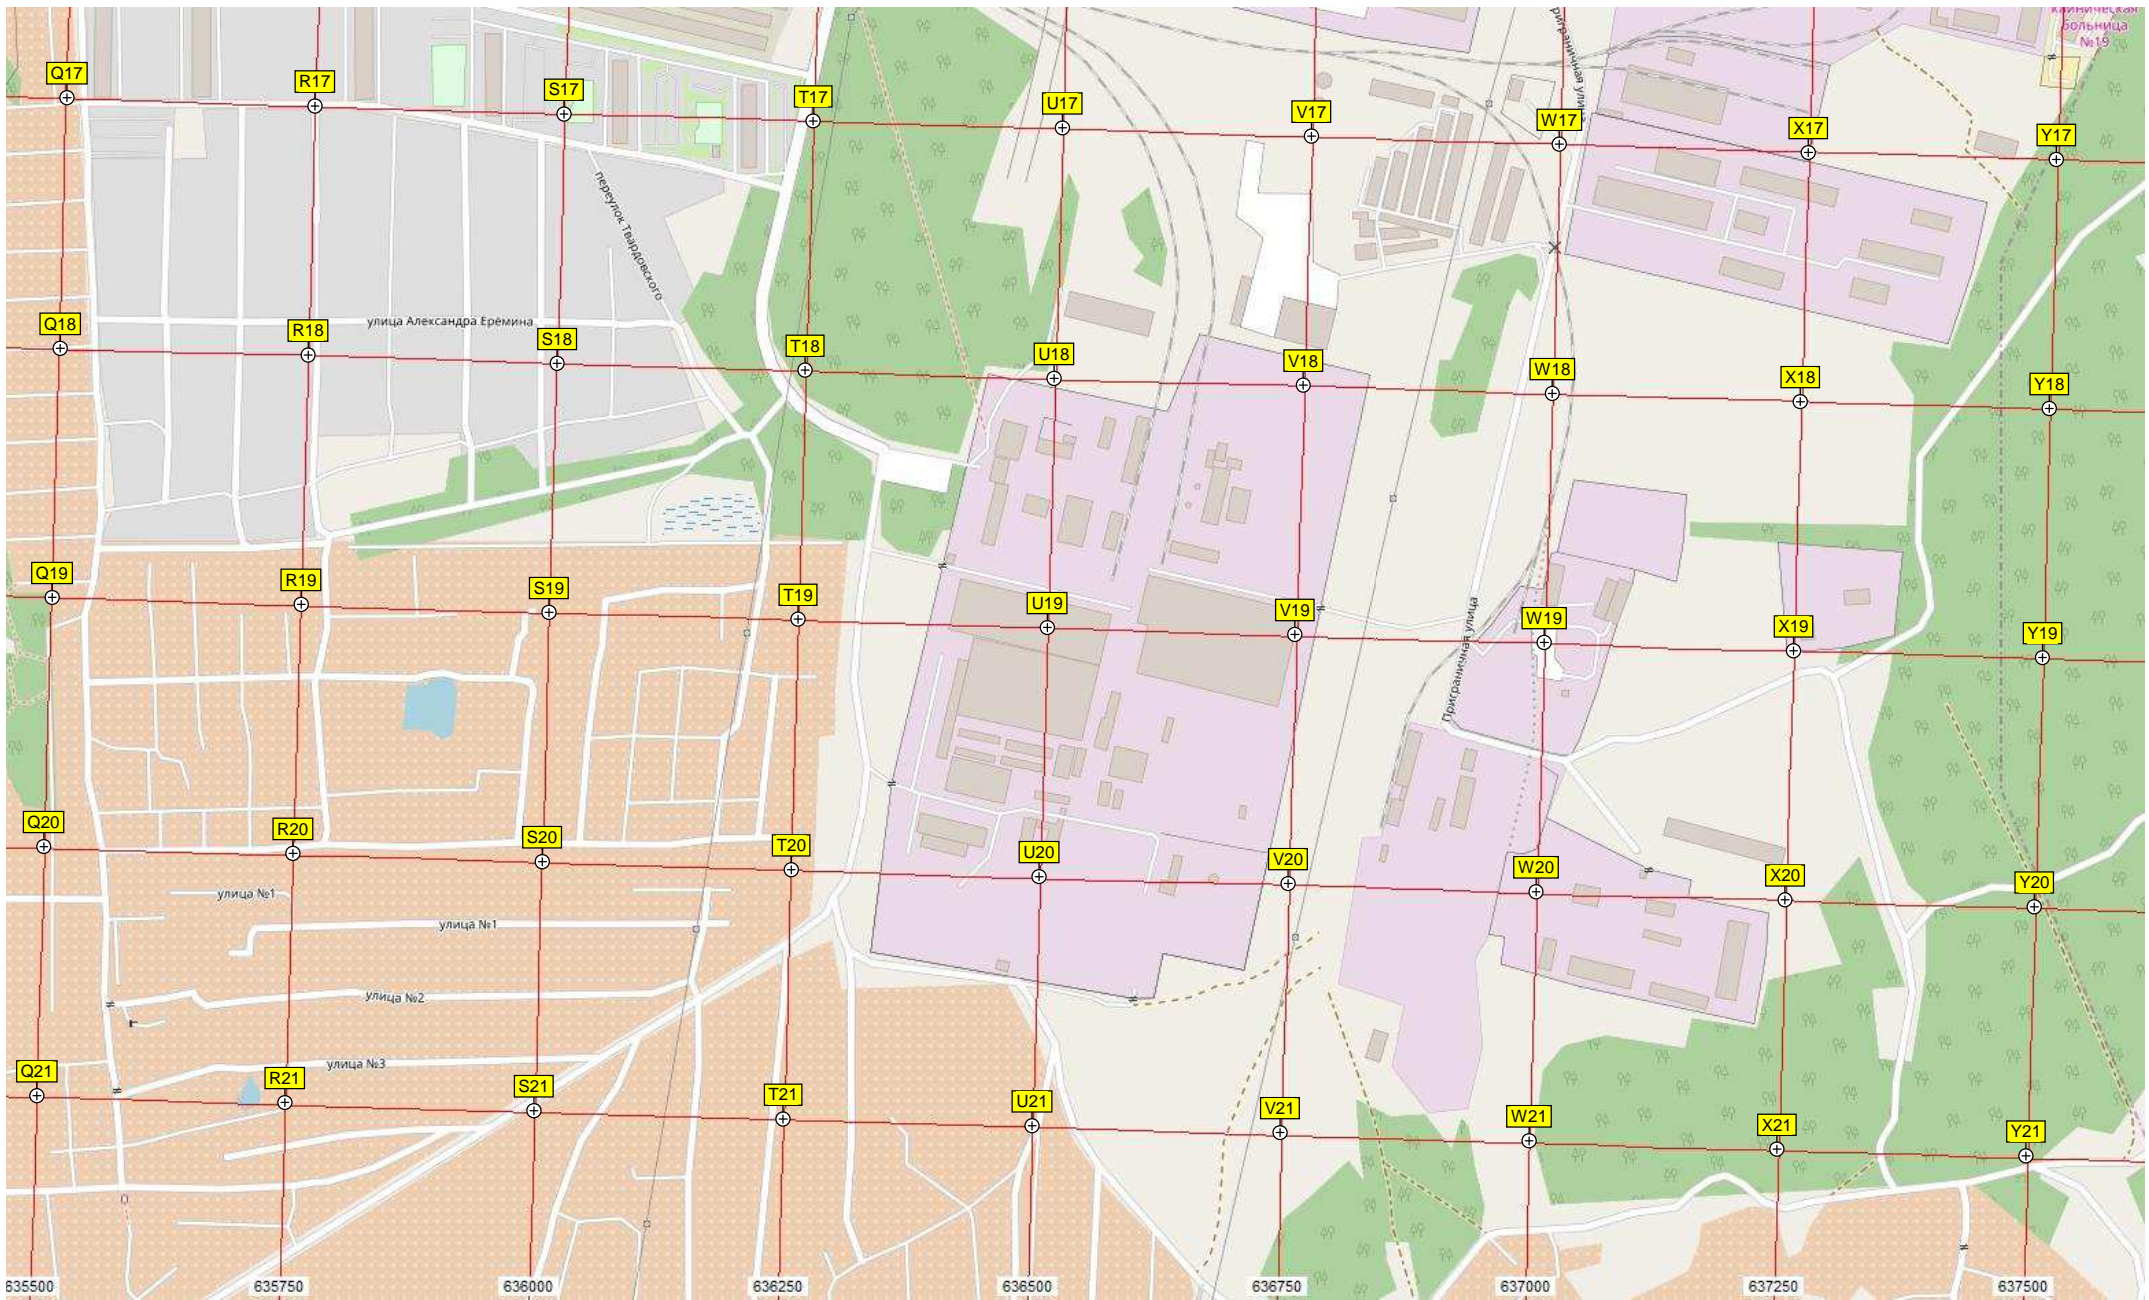 клиническая
больница
№19
Приграничная улица
Q17
R17
S17
T17
U17
V17
W17
X17
Y17
переулок Твардовского
улица Александра Ерёмина
Q18
R18
S18
T18
U18
V18
W18
X18
Y18
Q19
R19
S19
T19
U19
V19
W19
X19
Y19
Приграничная улица
Q20
R20
S20
T20
U20
V20
W20
X20
Y20
улица №1
улица №1
улица №2
улица №3
Q21
R21
S21
T21
U21
V21
W21
X21
Y21
635500
635750
636000
636250
636500
636750
637000
637250
637500